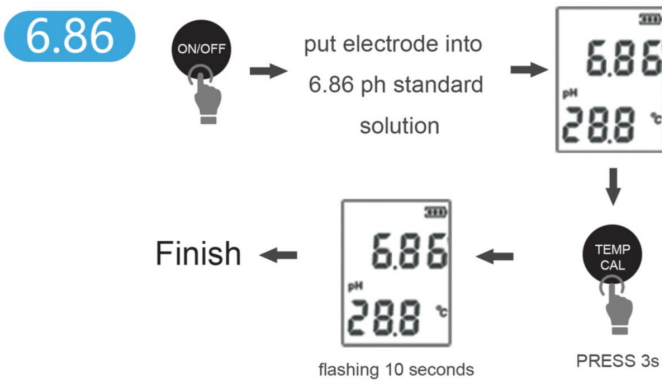 6.86
ON/OFF
put electrode into
6.86 ph standard
solution
6.86
pH
28.8 °C
TEMP
CAL
PRESS 3s
6.86
pH
28.8 °C
flashing 10 seconds
Finish